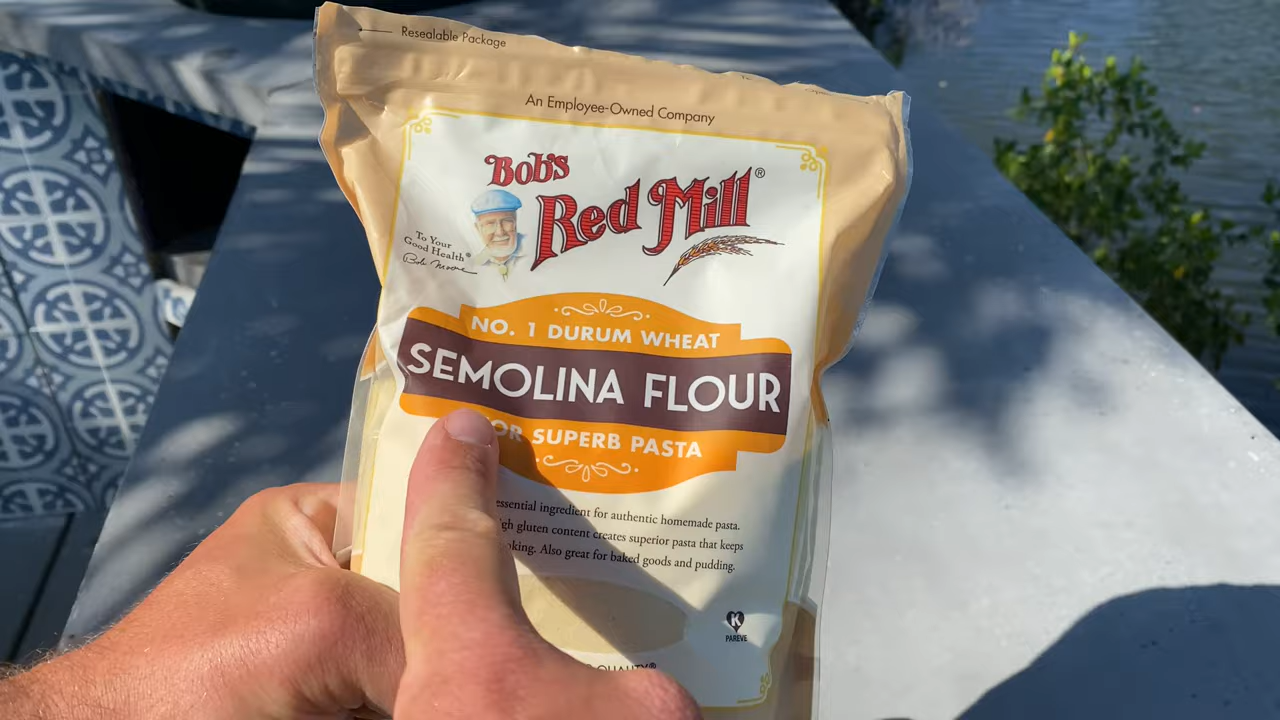 Resealable Package
An Employee-Owned Company
Bob's
Red Mill®
To Your
Good Health®
Bob Moore
NO. 1 DURUM WHEAT
SEMOLINA FLOUR
OR SUPERB PASTA
essential ingredient for authentic homemade pasta.
gluten content creates superior pasta that keeps
Also great for baked goods and pudding.
K
PAREVE
QUALITY®